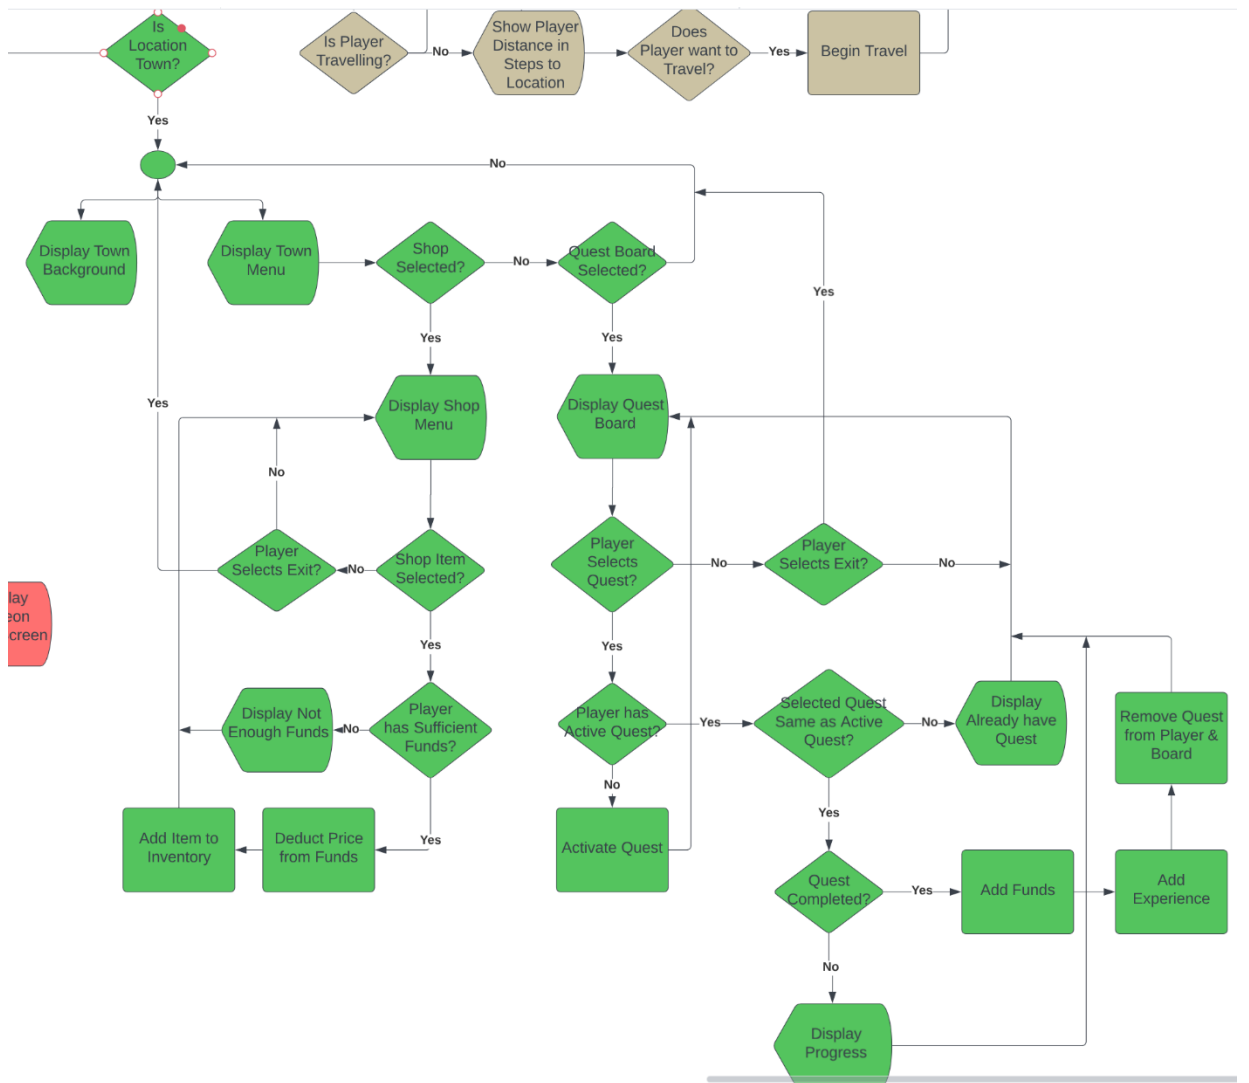 Is
Location
Town?
Is Player
Travelling?
No
Show Player
Distance in
Steps to
Location
Does
Player want to
Travel?
Yes
Begin Travel
Yes
No
Display Town
Background
Display Town
Menu
Shop
Selected?
No
Quest Board
Selected?
Yes
Yes
Yes
Yes
Display Shop
Menu
Display Quest
Board
No
Player
Selects Exit?
No
Shop Item
Selected?
Player
Selects
Quest?
No
Player
Selects Exit?
No
lay
eon
creen
Yes
Yes
Display Not
Enough Funds
No
Player
has Sufficient
Funds?
Player has
Active Quest?
Yes
Selected Quest
Same as Active
Quest?
No
Display
Already have
Quest
Remove Quest
from Player &
Board
No
Yes
Add Item to
Inventory
Deduct Price
from Funds
Yes
Activate Quest
Quest
Completed?
Yes
Add Funds
Add
Experience
No
Display
Progress